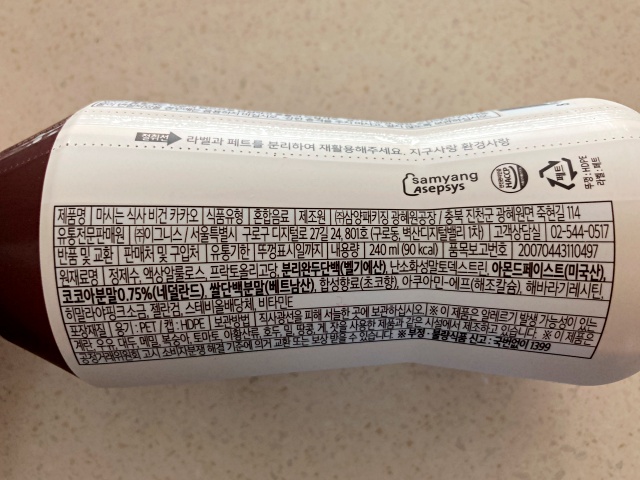 절취선 라벨과 페트를 분리하여 재활용해주세요. 지구사랑 환경사랑
samyang
Asepsys
HACCP
페트
뚜껑 : HDPE
라벨 : 페트
제품명 마시는 식사 비건 카카오 식품유형 혼합음료 제조원 ㈜삼양패키징 광혜원공장 / 충북 진천군 광혜원면 죽현길 114
유통전문판매원 ㈜이그니스 / 서울특별시 구로구 디지털로 27길 24, 801호 (구로동, 벽산디지털밸리 1차) 고객상담실 02-544-0517
반품 및 교환 판매처 및 구입처 유통기한 뚜껑표시일까지 내용량 240 ml (90 kcal) 품목보고번호 20070443110497
원재료명 정제수, 액상알룰로스, 프락토올리고당, 분리완두단백(벨기에산), 난소화성말토덱스트린, 아몬드페이스트(미국산),
코코아분말0.75%(네덜란드), 쌀단백분말(베트남산), 합성향료(초코향), 아쿠아민-에프(해조칼슘), 해바라기레시틴,
히말라야핑크소금, 젤란검, 스테비올배당체, 비타민E
포장재질 용기 : PET / 캡 : HDPE 보관방법 직사광선을 피해 서늘한 곳에 보관하십시오 ※ 이 제품은 알레르기 발생 가능성이 있는
계란, 우유, 대두, 메밀, 복숭아, 토마토, 아황산류, 호두, 밀, 땅콩, 게, 잣을 사용한 제품과 같은 시설에서 제조하고 있습니다. ※ 이 제품은
공정거래위원회 고시 소비자분쟁 해결 기준에 의거 교환 또는 보상 받을 수 있습니다. ※ 부정·불량식품 신고 : 국번없이 1399